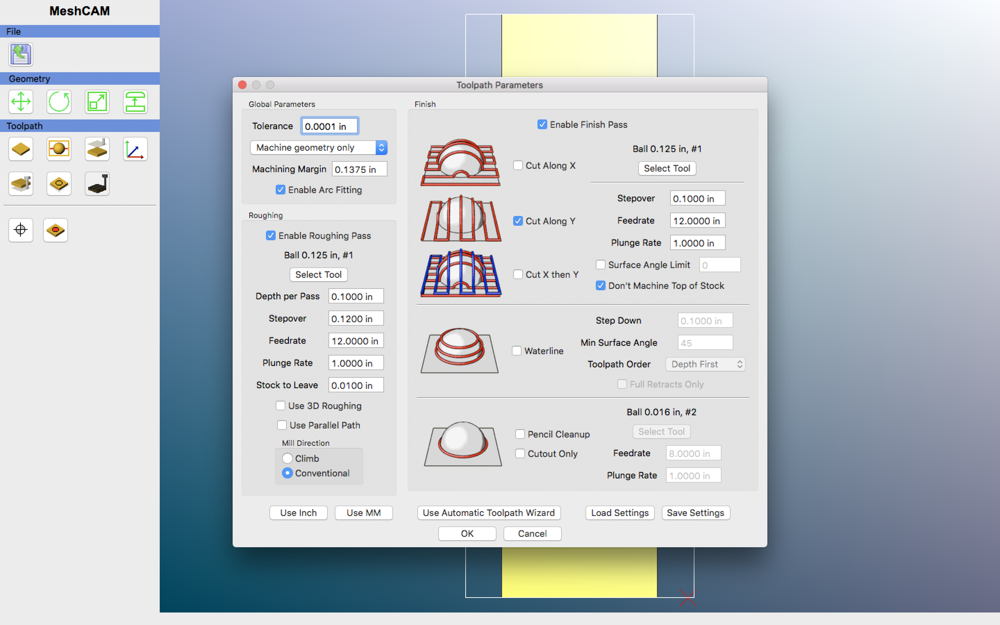 MeshCAM
File
Geometry
Toolpath
Toolpath Parameters
Global Parameters
Tolerance 0.0001 in
Machine geometry only
Machining Margin 0.1375 in
Enable Arc Fitting
Roughing
Enable Roughing Pass
Ball 0.125 in, #1
Select Tool
Depth per Pass 0.1000 in
Stepover 0.1200 in
Feedrate 12.0000 in
Plunge Rate 1.0000 in
Stock to Leave 0.0100 in
Use 3D Roughing
Use Parallel Path
Mill Direction
Climb
Conventional
Finish
Enable Finish Pass
Cut Along X
Cut Along Y
Cut X then Y
Ball 0.125 in, #1
Select Tool
Stepover 0.1000 in
Feedrate 12.0000 in
Plunge Rate 1.0000 in
Surface Angle Limit 0
Don't Machine Top of Stock
Waterline
Step Down 0.1000 in
Min Surface Angle 45
Toolpath Order Depth First
Full Retracts Only
Pencil Cleanup
Cutout Only
Ball 0.016 in, #2
Select Tool
Feedrate 8.0000 in
Plunge Rate 1.0000 in
Use Inch Use MM Use Automatic Toolpath Wizard Load Settings Save Settings
OK Cancel